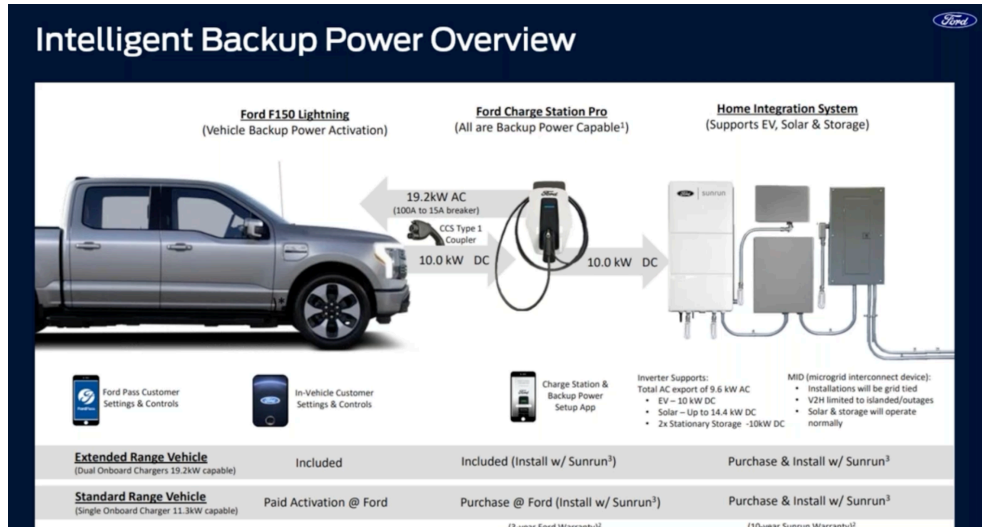 Ford
Intelligent Backup Power Overview
Ford F150 Lightning
(Vehicle Backup Power Activation)
Ford Charge Station Pro
(All are Backup Power Capable¹)
Home Integration System
(Supports EV, Solar & Storage)
19.2kW AC
(100A to 15A breaker)
CCS Type 1
Coupler
10.0 kW DC
Ford
10.0 kW DC
Ford | sunrun
Ford Pass Customer
Settings & Controls
In-Vehicle Customer
Settings & Controls
Ford
Charge Station &
Backup Power
Setup App
Inverter Supports:
Total AC export of 9.6 kW AC
• EV – 10 kW DC
• Solar – Up to 14.4 kW DC
• 2x Stationary Storage -10kW DC
MID (microgrid interconnect device):
• Installations will be grid tied
• V2H limited to islanded/outages
• Solar & storage will operate
normally
Extended Range Vehicle
(Dual Onboard Chargers 19.2kW capable)
Included
Included (Install w/ Sunrun³)
Purchase & Install w/ Sunrun³
Standard Range Vehicle
(Single Onboard Charger 11.3kW capable)
Paid Activation @ Ford
Purchase @ Ford (Install w/ Sunrun³)
Purchase & Install w/ Sunrun³